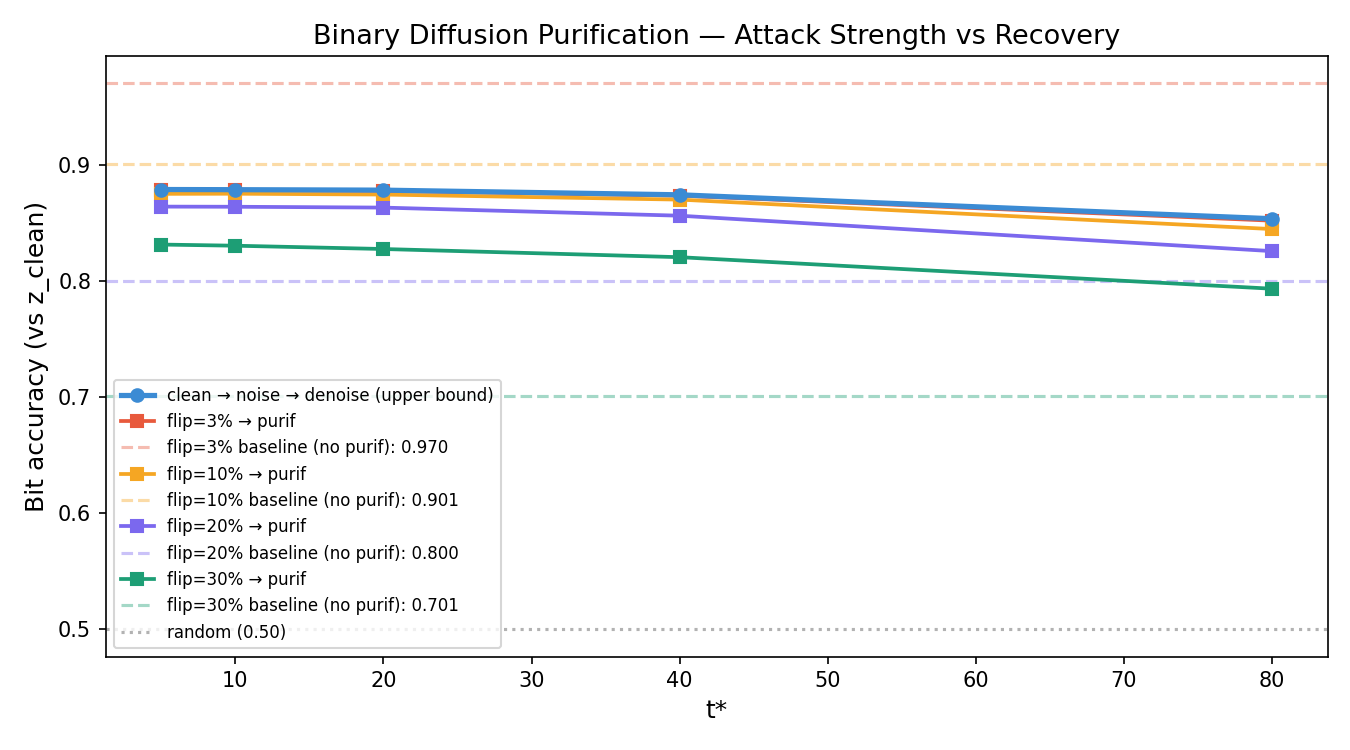 Binary Diffusion Purification — Attack Strength vs Recovery
Bit accuracy (vs z_clean)
0.9
0.8
0.7
0.6
0.5
clean → noise → denoise (upper bound)
flip=3% → purif
flip=3% baseline (no purif): 0.970
flip=10% → purif
flip=10% baseline (no purif): 0.901
flip=20% → purif
flip=20% baseline (no purif): 0.800
flip=30% → purif
flip=30% baseline (no purif): 0.701
random (0.50)
10 20 30 40 50 60 70 80
t*